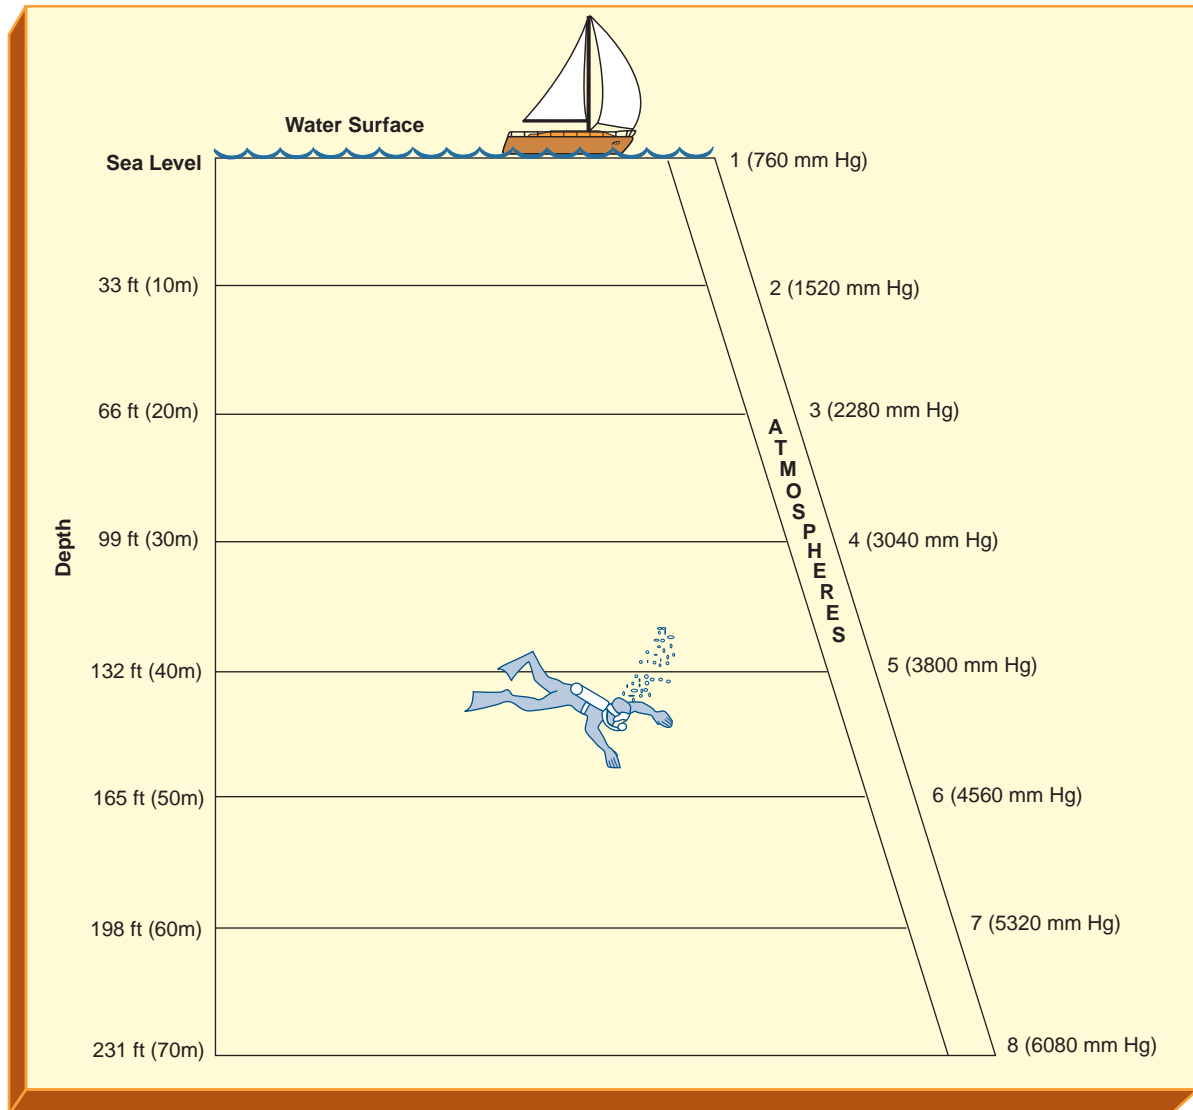 Water Surface
Sea Level
1 (760 mm Hg)
33 ft (10m)
2 (1520 mm Hg)
66 ft (20m)
3 (2280 mm Hg)
ATMOSPHERES
Depth
99 ft (30m)
4 (3040 mm Hg)
132 ft (40m)
5 (3800 mm Hg)
165 ft (50m)
6 (4560 mm Hg)
198 ft (60m)
7 (5320 mm Hg)
231 ft (70m)
8 (6080 mm Hg)